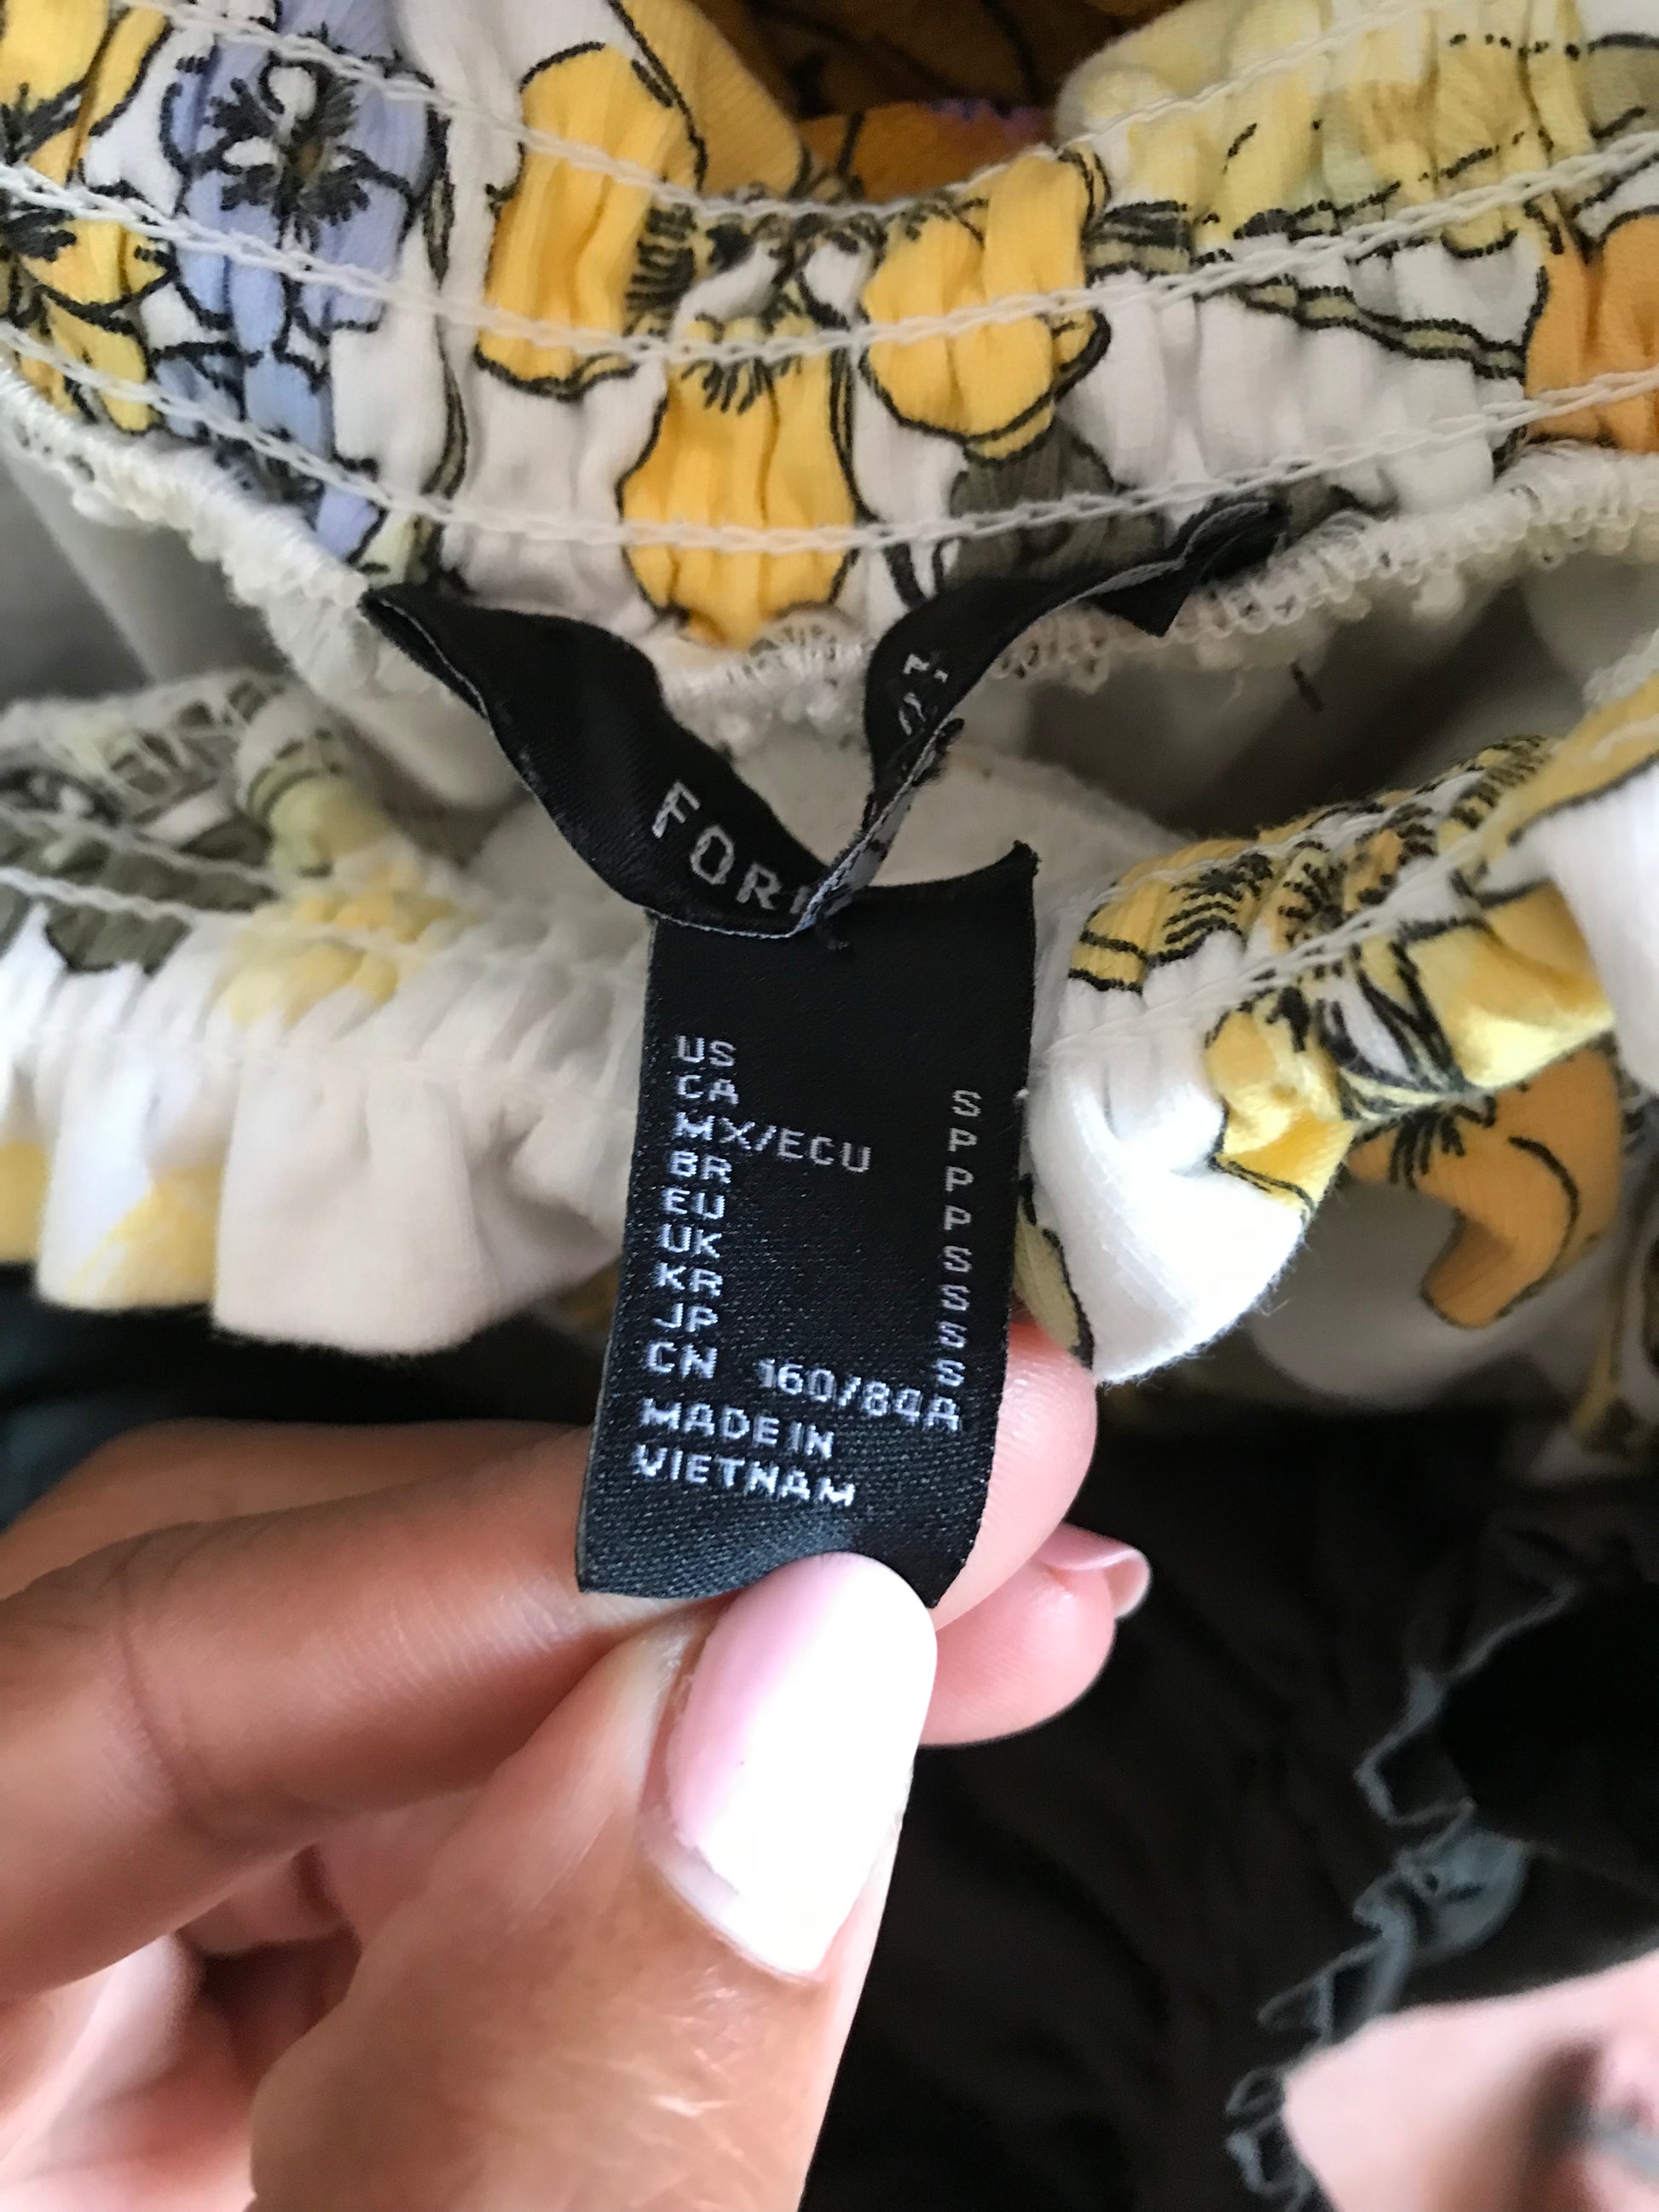 FOR
US S
CA P
MX/ECU P
BR P
EU S
UK S
KR S
JP S
CN 160/84A
MADE IN
VIETNAM